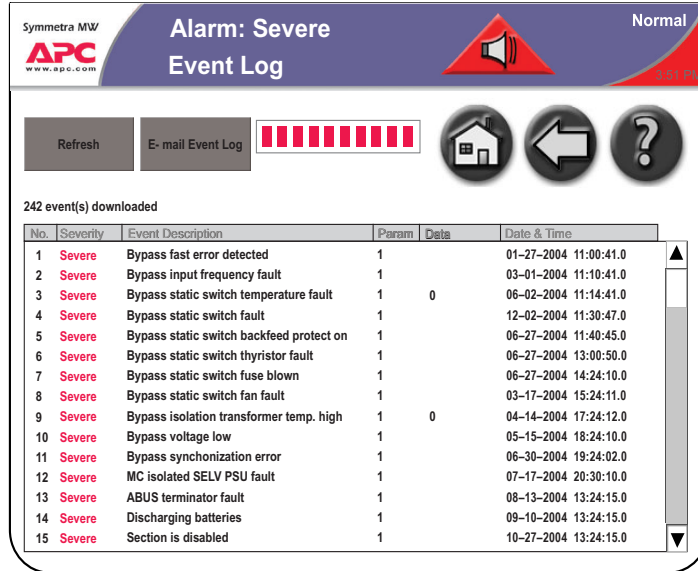 Symmetra MW
APC
www.apc.com
Alarm: Severe
Event Log
Normal
3:51 PM
Refresh
E- mail Event Log
?
242 event(s) downloaded
No. Severity Event Description Param Data Date & Time
1 Severe Bypass fast error detected 1 01–27–2004 11:00:41.0
2 Severe Bypass input frequency fault 1 03–01–2004 11:10:41.0
3 Severe Bypass static switch temperature fault 1 0 06–02–2004 11:14:41.0
4 Severe Bypass static switch fault 1 12–02–2004 11:30:47.0
5 Severe Bypass static switch backfeed protect on 1 06–27–2004 11:40:45.0
6 Severe Bypass static switch thyristor fault 1 06–27–2004 13:00:50.0
7 Severe Bypass static switch fuse blown 1 06–27–2004 14:24:10.0
8 Severe Bypass static switch fan fault 1 03–17–2004 15:24:11.0
9 Severe Bypass isolation transformer temp. high 1 0 04–14–2004 17:24:12.0
10 Severe Bypass voltage low 1 05–15–2004 18:24:10.0
11 Severe Bypass synchonization error 1 06–30–2004 19:24:02.0
12 Severe MC isolated SELV PSU fault 1 07–17–2004 20:30:10.0
13 Severe ABUS terminator fault 1 08–13–2004 13:24:15.0
14 Severe Discharging batteries 1 09–10–2004 13:24:15.0
15 Severe Section is disabled 1 10–27–2004 13:24:15.0